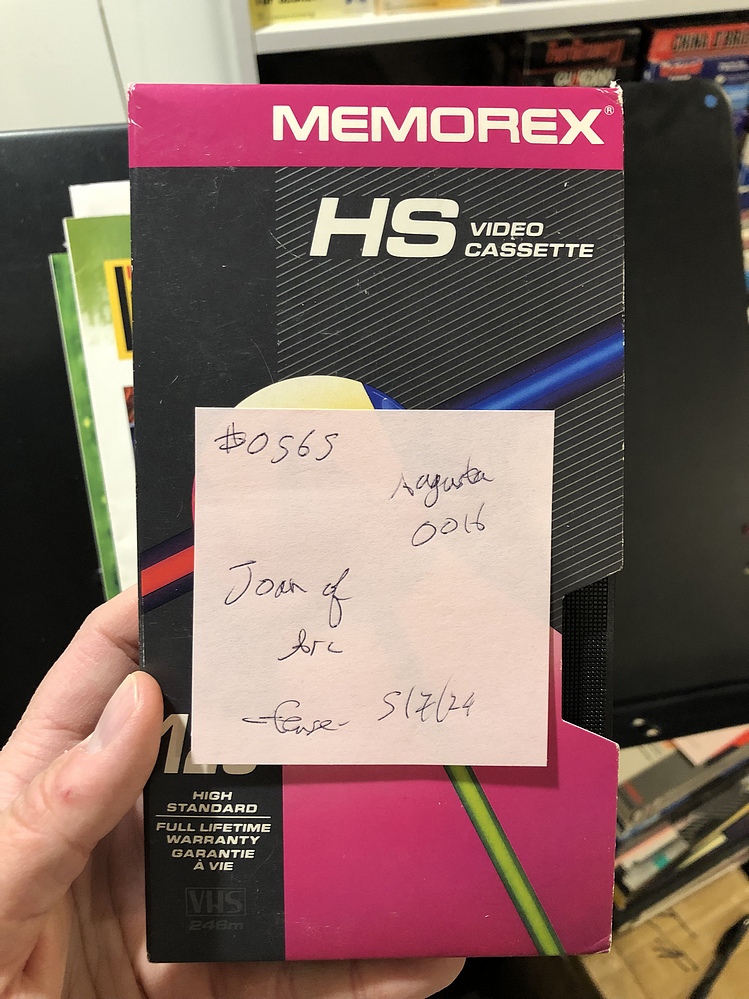 MEMOREX®
HS VIDEO
CASSETTE
#0565
Augusta
0016
Joan of
Arc
5/7/24
HIGH
STANDARD
FULL LIFETIME
WARRANTY
GARANTIE
À VIE
VHS
246m